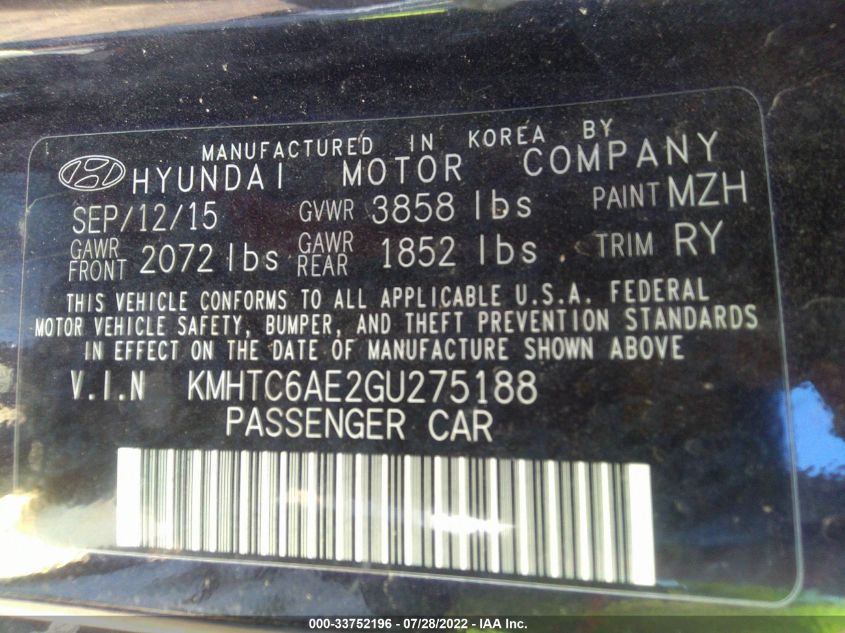 MANUFACTURED IN KOREA BY
HYUNDAI MOTOR COMPANY
SEP/12/15 GVWR 3858 lbs PAINT MZH
GAWR FRONT 2072 lbs GAWR REAR 1852 lbs TRIM RY
THIS VEHICLE CONFORMS TO ALL APPLICABLE U.S.A. FEDERAL
MOTOR VEHICLE SAFETY, BUMPER, AND THEFT PREVENTION STANDARDS
IN EFFECT ON THE DATE OF MANUFACTURE SHOWN ABOVE
V.I.N KMHTC6AE2GU275188
PASSENGER CAR
000-33752196 - 07/28/2022 - IAA Inc.